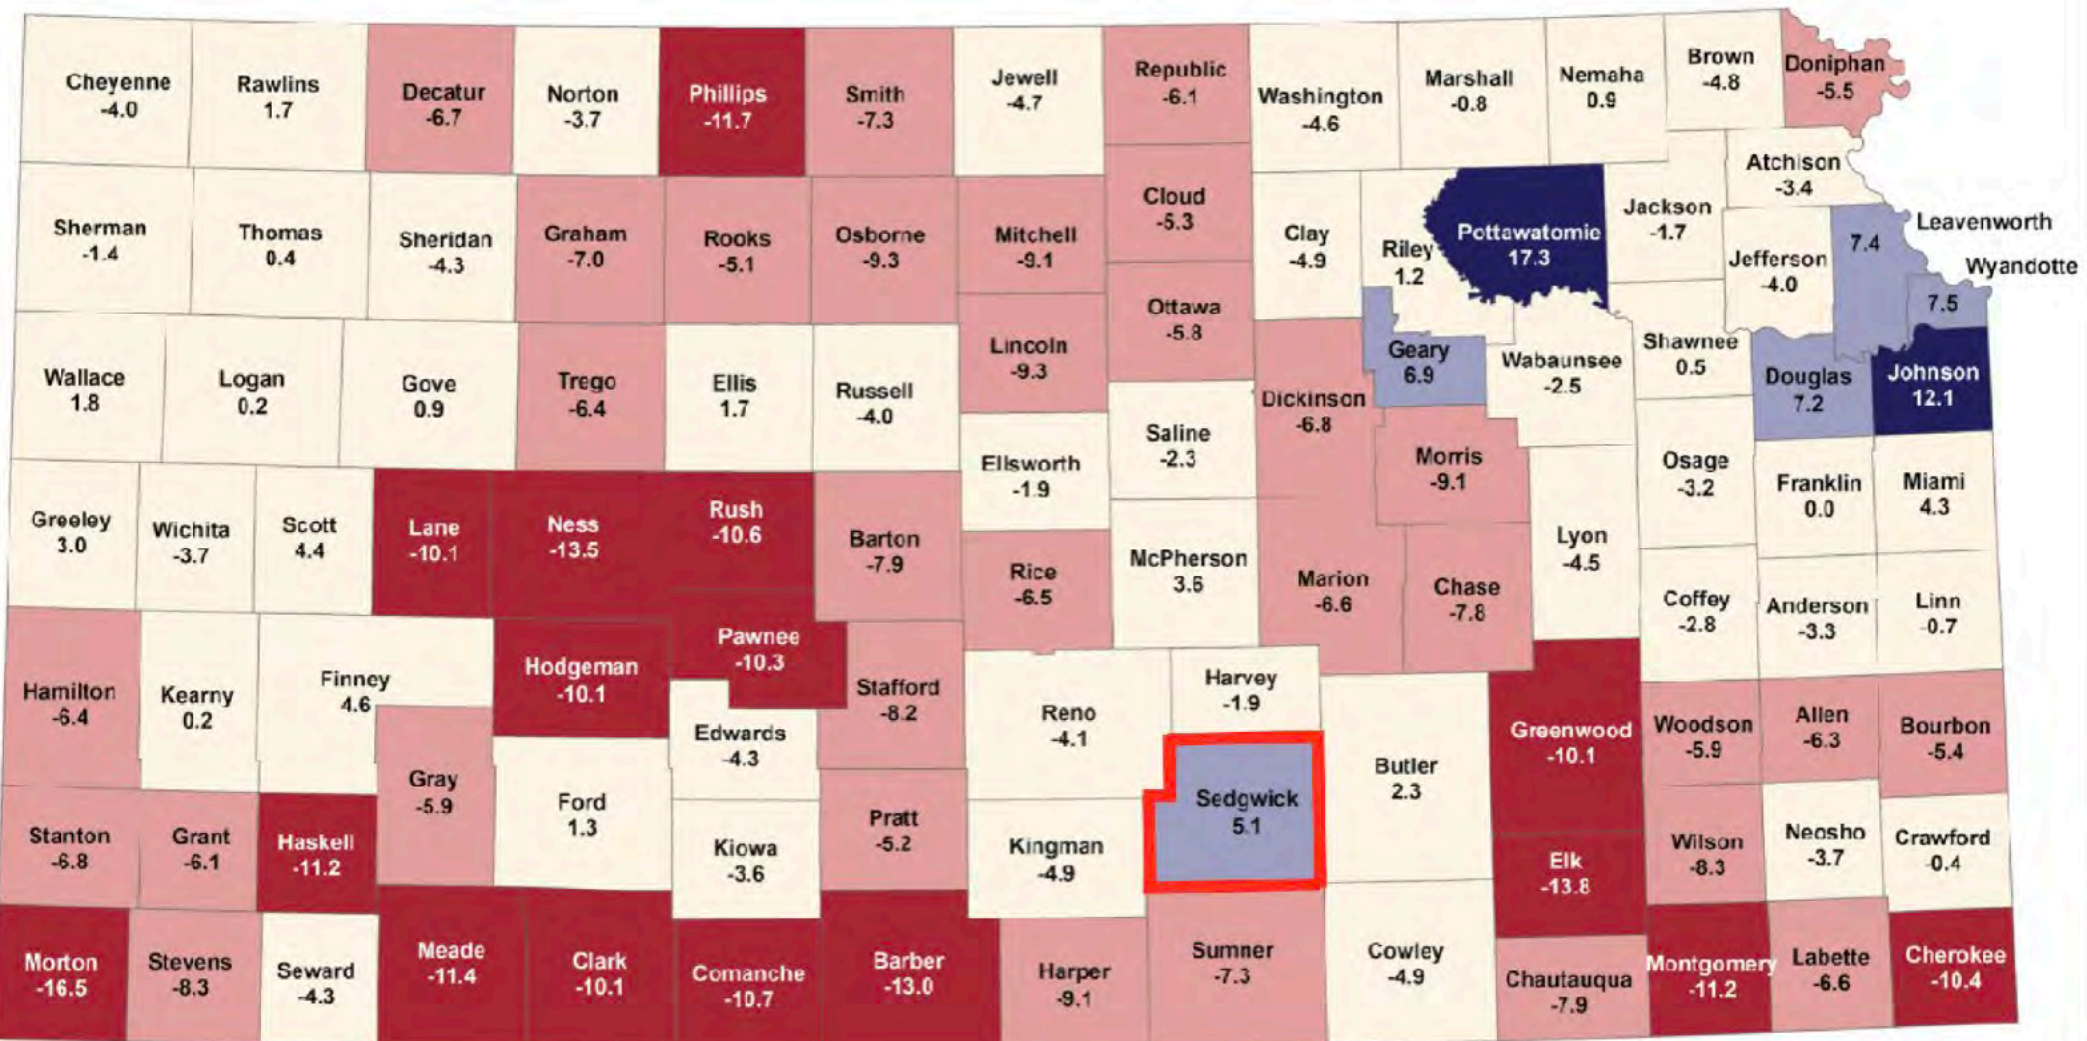 Cheyenne
-4.0
Rawlins
1.7
Decatur
-6.7
Norton
-3.7
Phillips
-11.7
Smith
-7.3
Jewell
-4.7
Republic
-6.1
Washington
-4.6
Marshall
-0.8
Nemaha
0.9
Brown
-4.8
Doniphan
-5.5
Sherman
-1.4
Thomas
0.4
Sheridan
-4.3
Graham
-7.0
Rooks
-5.1
Osborne
-9.3
Mitchell
-9.1
Cloud
-5.3
Clay
-4.9
Riley
1.2
Pottawatomie
17.3
Jackson
-1.7
Atchison
-3.4
Jefferson
-4.0
7.4
Leavenworth
Wyandotte
7.5
Ottawa
-5.8
Lincoln
-9.3
Wallace
1.8
Logan
0.2
Gove
0.9
Trego
-6.4
Ellis
1.7
Russell
-4.0
Saline
-2.3
Dickinson
-6.8
Geary
6.9
Wabaunsee
-2.5
Shawnee
0.5
Douglas
7.2
Johnson
12.1
Ellsworth
-1.9
Morris
-9.1
Osage
-3.2
Franklin
0.0
Miami
4.3
Greeley
3.0
Wichita
-3.7
Scott
4.4
Lane
-10.1
Ness
-13.5
Rush
-10.6
Barton
-7.9
Rice
-6.5
McPherson
3.6
Marion
-6.6
Chase
-7.8
Lyon
-4.5
Coffey
-2.8
Anderson
-3.3
Linn
-0.7
Hamilton
-6.4
Kearny
0.2
Finney
4.6
Hodgeman
-10.1
Pawnee
-10.3
Stafford
-8.2
Edwards
-4.3
Reno
-4.1
Harvey
-1.9
Butler
2.3
Greenwood
-10.1
Woodson
-5.9
Allen
-6.3
Bourbon
-5.4
Gray
-5.9
Ford
1.3
Sedgwick
5.1
Stanton
-6.8
Grant
-6.1
Haskell
-11.2
Kiowa
-3.6
Pratt
-5.2
Kingman
-4.9
Elk
-13.8
Wilson
-8.3
Neosho
-3.7
Crawford
-0.4
Morton
-16.5
Stevens
-8.3
Seward
-4.3
Meade
-11.4
Clark
-10.1
Comanche
-10.7
Barber
-13.0
Harper
-9.1
Sumner
-7.3
Cowley
-4.9
Chautauqua
-7.9
Montgomery
-11.2
Labette
-6.6
Cherokee
-10.4